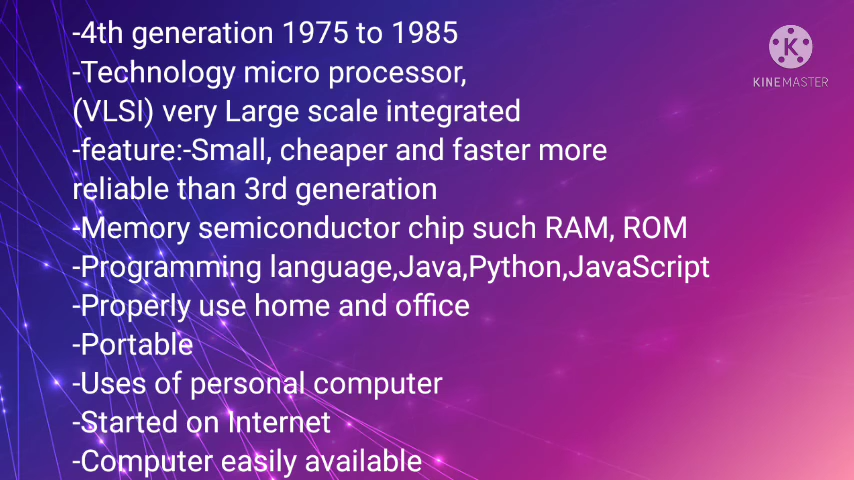 -4th generation 1975 to 1985
-Technology micro processor,
(VLSI) very Large scale integrated
-feature:-Small, cheaper and faster more
reliable than 3rd generation
-Memory semiconductor chip such RAM, ROM
-Programming language,Java,Python,JavaScript
-Properly use home and office
-Portable
-Uses of personal computer
-Started on Internet
-Computer easily available
K
KINEMASTER